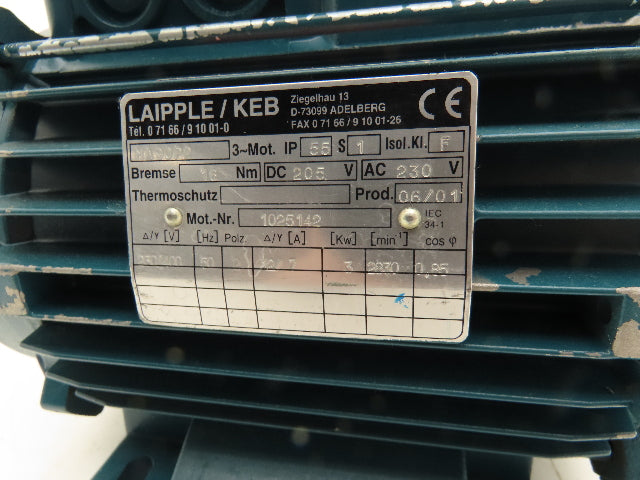 LAIPPLE / KEB
Ziegelhau 13
D-73099 ADELBERG
Tel. 0 71 66 / 9 10 01-0 FAX 0 71 66 / 9 10 01-26
CE
3~Mot. IP 55 S 1 Isol.Kl. F
Bremse 16 Nm DC 205 V AC 230 V
Thermoschutz Prod. 06/01
Mot.-Nr. 1025142 IEC 34-1
Δ/Y [V] [Hz] Polz. Δ/Y [A] [Kw] [min⁻¹] cos φ
50 3 0.85